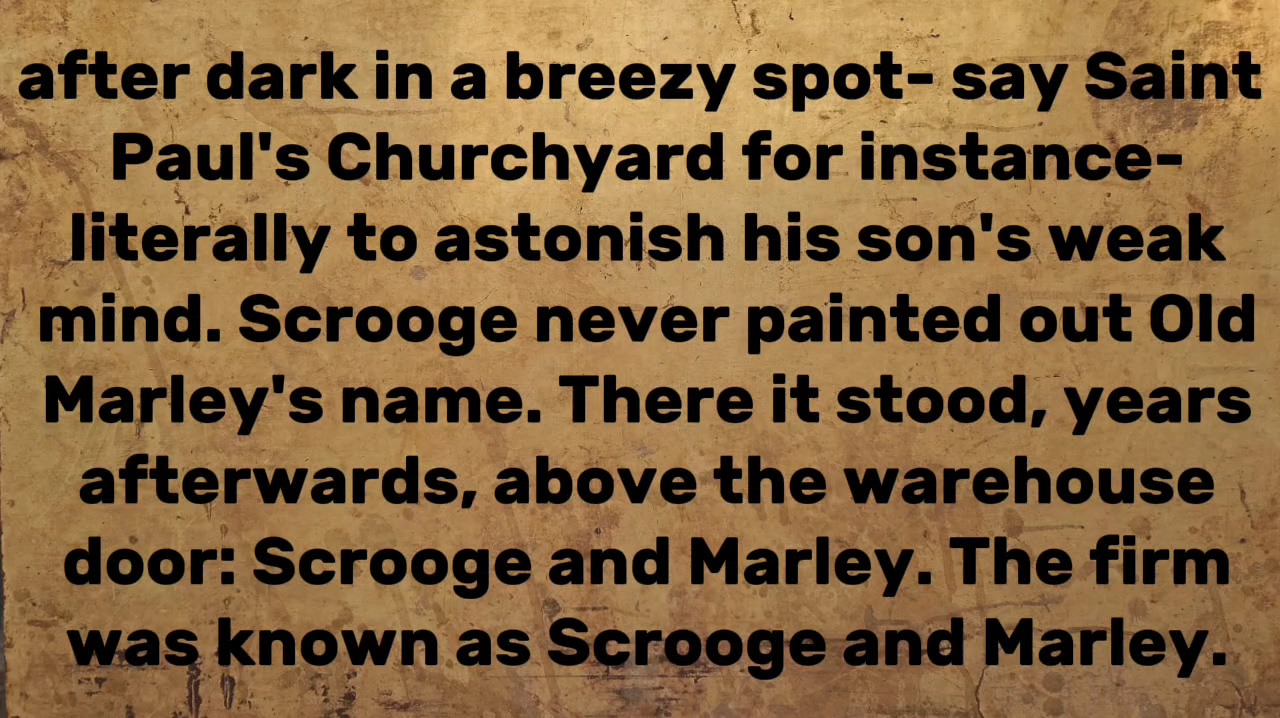 after dark in a breezy spot- say Saint
Paul's Churchyard for instance-
literally to astonish his son's weak
mind. Scrooge never painted out Old
Marley's name. There it stood, years
afterwards, above the warehouse
door: Scrooge and Marley. The firm
was known as Scrooge and Marley.